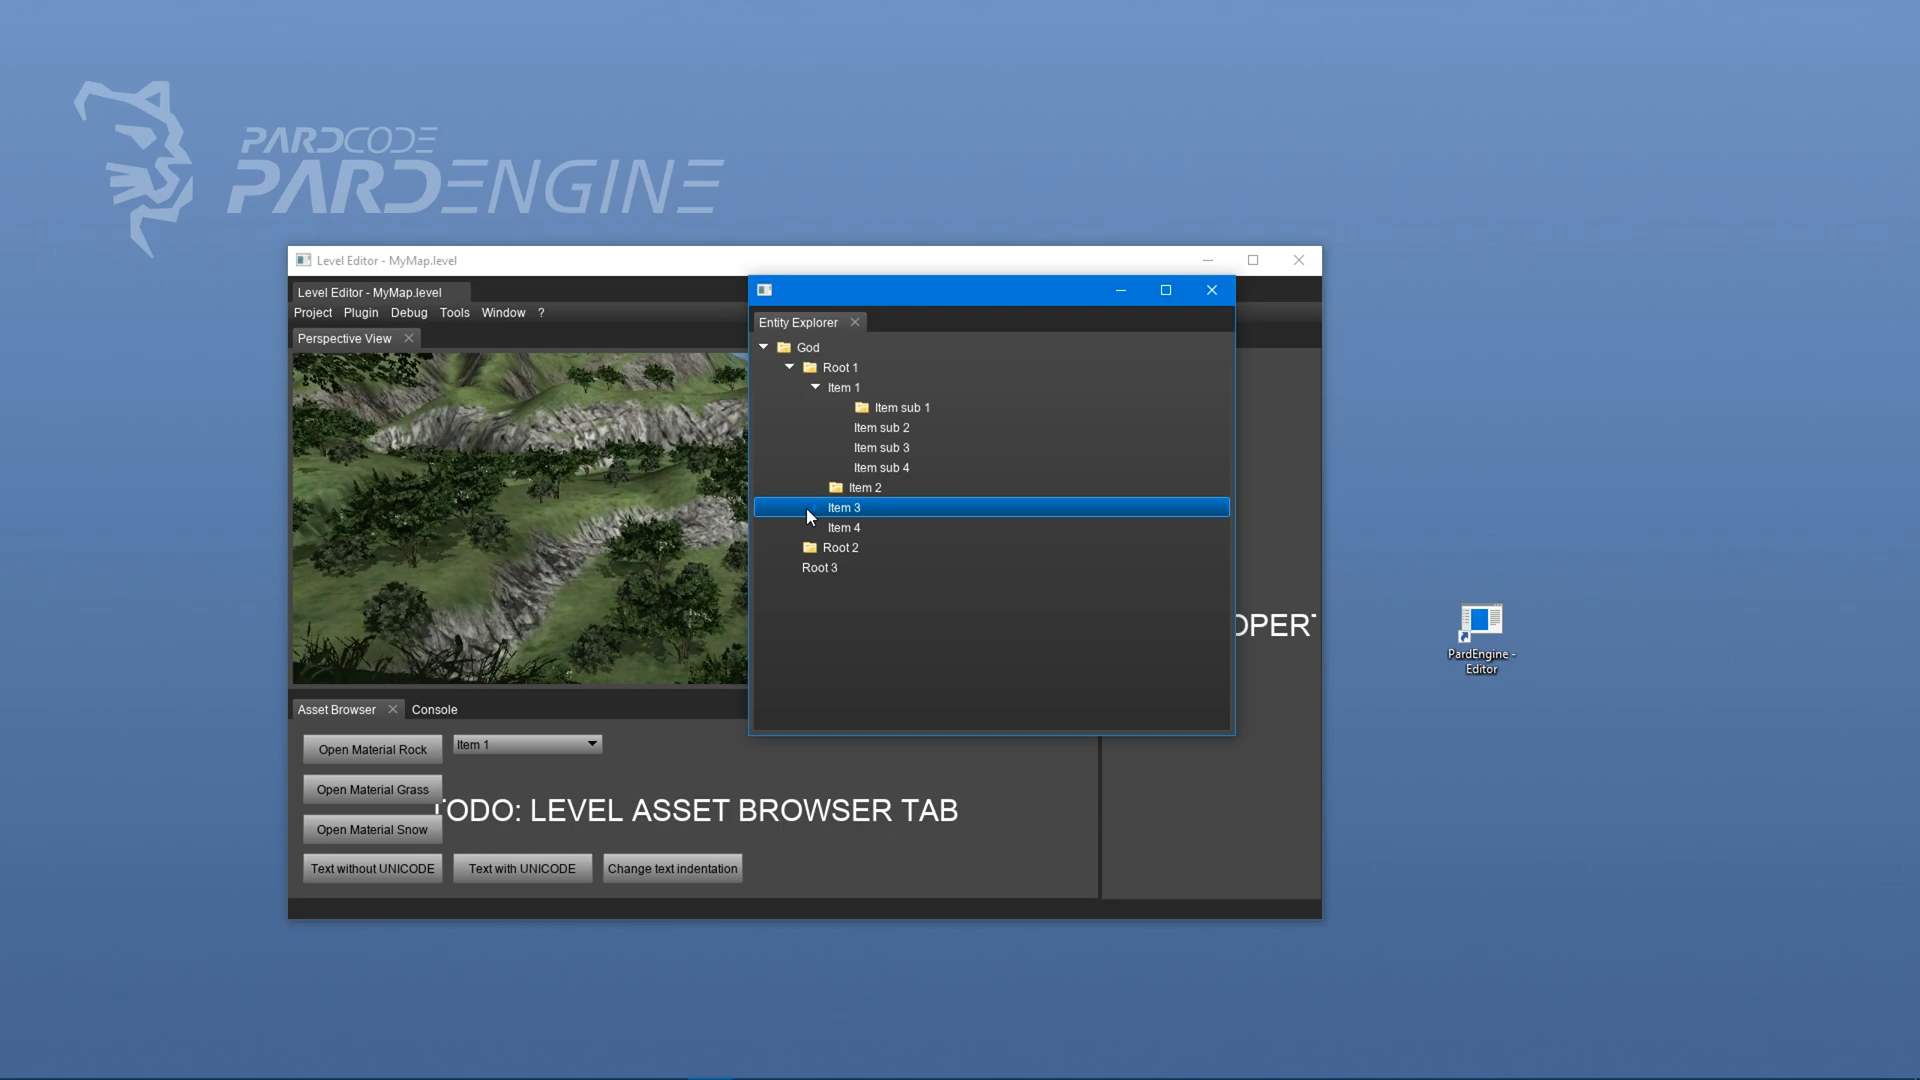 PARDCODE
PARDENGINE
Level Editor - MyMap.level
Level Editor - MyMap.level
Project Plugin Debug Tools Window ?
Perspective View
Entity Explorer
God
Root 1
Item 1
Item sub 1
Item sub 2
Item sub 3
Item sub 4
Item 2
Item 3
Item 4
Root 2
Root 3
PardEngine -
Editor
Asset Browser Console
Open Material Rock Item 1
Open Material Grass
TODO: LEVEL ASSET BROWSER TAB
Open Material Snow
Text without UNICODE Text with UNICODE Change text indentation